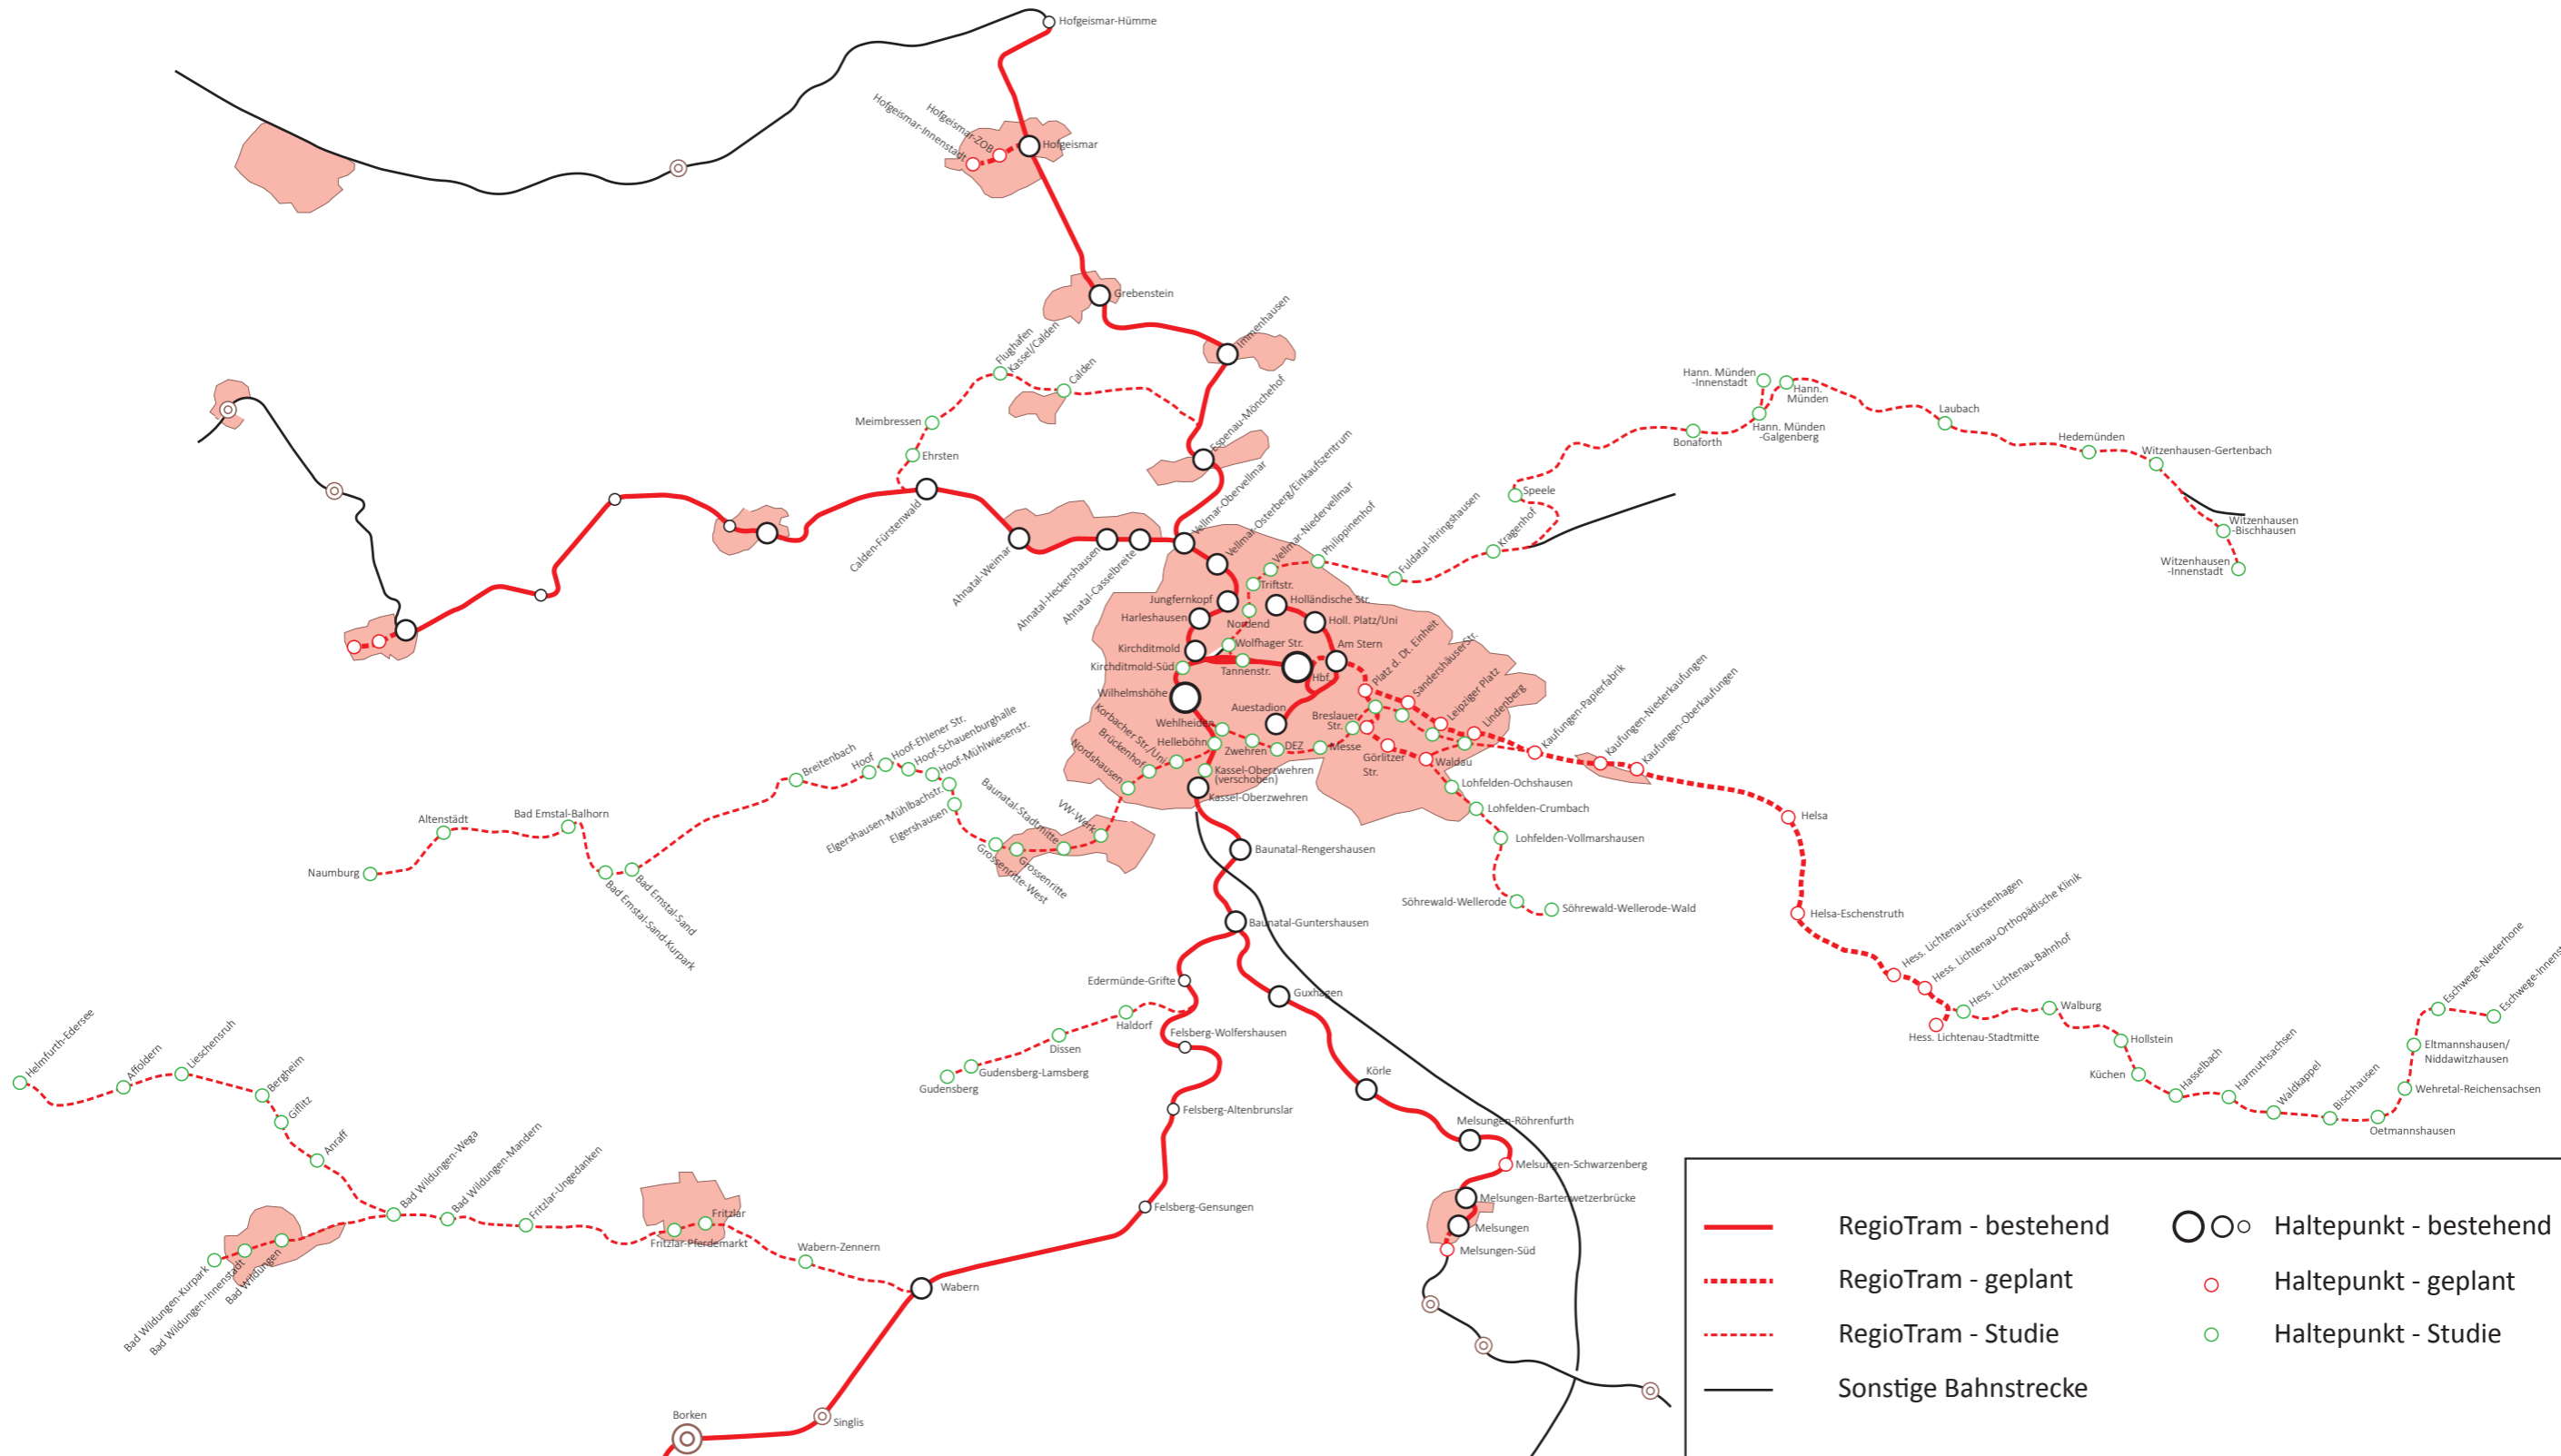 Hofgeismar-Hümme
Hofgeismar-Innenstadt
Hofgeismar-ZOB
Hofgeismar
Grebenstein
Immenhausen
Flughafen
Kassel/Calden
Calden
Meimbressen
Ehrsten
Calden-Fürstenwald
Espenau-Mönchehof
Ahnatal-Weimar
Ahnatal-Heckershausen
Ahnatal-Casselbreite
Vellmar-Obervellmar
Vellmar-Osterberg/Einkaufszentrum
Vellmar-Niedervellmar
Philippinenhof
Fuldatal-Ihringshausen
Kragenhof
Speele
Bonaforth
Hann. Münden
-Innenstadt
Hann.
Münden
Hann. Münden
-Galgenberg
Laubach
Hedemünden
Witzenhausen-Gertenbach
Witzenhausen
-Bischhausen
Witzenhausen
-Innenstadt
Triftstr.
Nordend
Jungfernkopf
Harleshausen
Kirchditmold
Kirchditmold-Süd
Wilhelmshöhe
Holländische Str.
Holl. Platz/Uni
Am Stern
Wolfhager Str.
Tannenstr.
Hbf.
Auestadion
Platz d. Dt. Einheit
SandershäuserStr.
Leipziger Platz
Lindenberg
Kaufungen-Papierfabrik
Kaufungen-Niederkaufungen
Kaufungen-Oberkaufungen
Breslauer
Str.
Görlitzer
Str.
Waldau
Wehlheiden
Helleböhn
Zwehren
DEZ
Messe
Korbacher Str./Uni
Brückenhof
Nordshausen
Kassel-Oberzwehren
(verschoben)
Kassel-Oberzwehren
Lohfelden-Ochshausen
Lohfelden-Crumbach
Lohfelden-Vollmarshausen
Söhrewald-Wellerode
Söhrewald-Wellerode-Wald
Helsa
Helsa-Eschenstruth
Hess. Lichtenau-Fürstenhagen
Hess. Lichtenau-Orthopädische Klinik
Hess. Lichtenau-Bahnhof
Hess. Lichtenau-Stadtmitte
Walburg
Hollstein
Küchen
Hasselbach
Harmuthsachsen
Waldkappel
Bischhausen
Oetmannshausen
Wehretal-Reichensachsen
Eltmannshausen/
Niddawitzhausen
Eschwege-Niederhone
Eschwege-Innenst
Breitenbach
Hoof
Hoof-Ehlener Str.
Hoof-Schauenburghalle
Hoof-Mühlwiesenstr.
Elgershausen-Mühlbachstr.
Elgershausen
Grossenritte-West
Grossenritte
Baunatal-Stadtmitte
VW-Werk
Naumburg
Altenstädt
Bad Emstal-Balhorn
Bad Emstal-Sand-Kurpark
Bad Emstal-Sand
Baunatal-Rengershausen
Baunatal-Guntershausen
Edermünde-Grifte
Guxhagen
Haldorf
Dissen
Gudensberg-Lamsberg
Gudensberg
Felsberg-Wolfershausen
Felsberg-Altenbrunslar
Felsberg-Gensungen
Körle
Melsungen-Röhrenfurth
Melsungen-Schwarzenberg
Melsungen-Bartenwetzerbrücke
Melsungen
Melsungen-Süd
Helmfurth-Edersee
Affoldern
Lieschensruh
Bergheim
Giflitz
Anraff
Bad Wildungen-Wega
Bad Wildungen-Mandern
Fritzlar-Ungedanken
Fritzlar-Pferdemarkt
Fritzlar
Wabern-Zennern
Wabern
Bad Wildungen-Kurpark
Bad Wildungen-Innenstadt
Bad Wildungen
Singlis
Borken
RegioTram - bestehend
RegioTram - geplant
RegioTram - Studie
Sonstige Bahnstrecke
Haltepunkt - bestehend
Haltepunkt - geplant
Haltepunkt - Studie